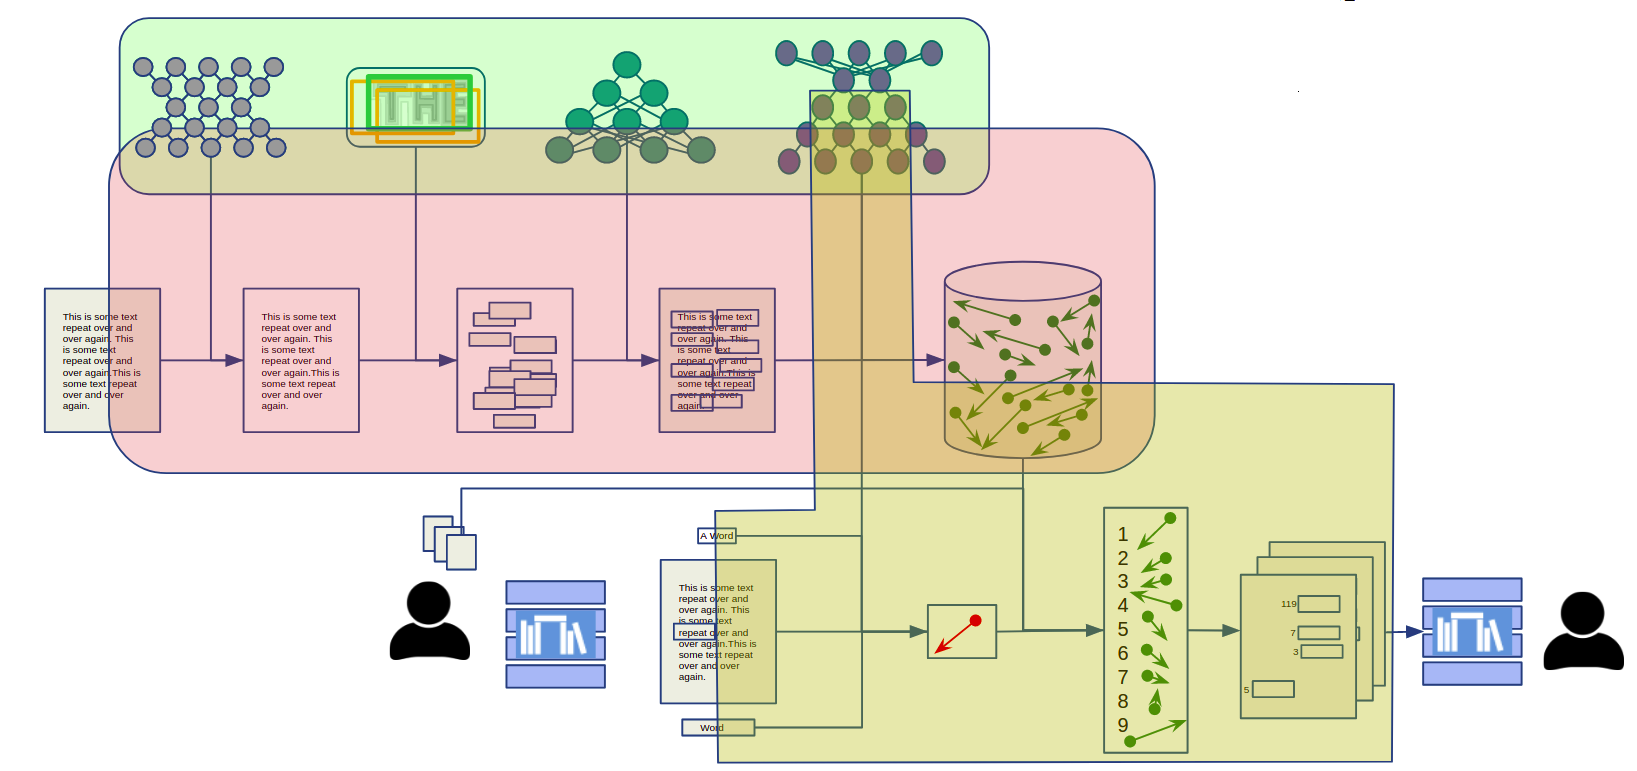 This is some text
repeat over and
over again. This
is some text
repeat over and
over again.This is
some text repeat
over and over
again.
This is some text
repeat over and
over again. This
is some text
repeat over and
over again.This is
some text repeat
over and over
again.
This is some text
repeat over and
over again. This
is some text
repeat over and
over again.This is
some text repeat
over and over
again.
A Word
This is some text
repeat over and
over again. This
is some text
repeat over and
over again.This is
some text repeat
over and over
again.
Word
1
2
3
4
5
6
7
8
9
119
7
3
5